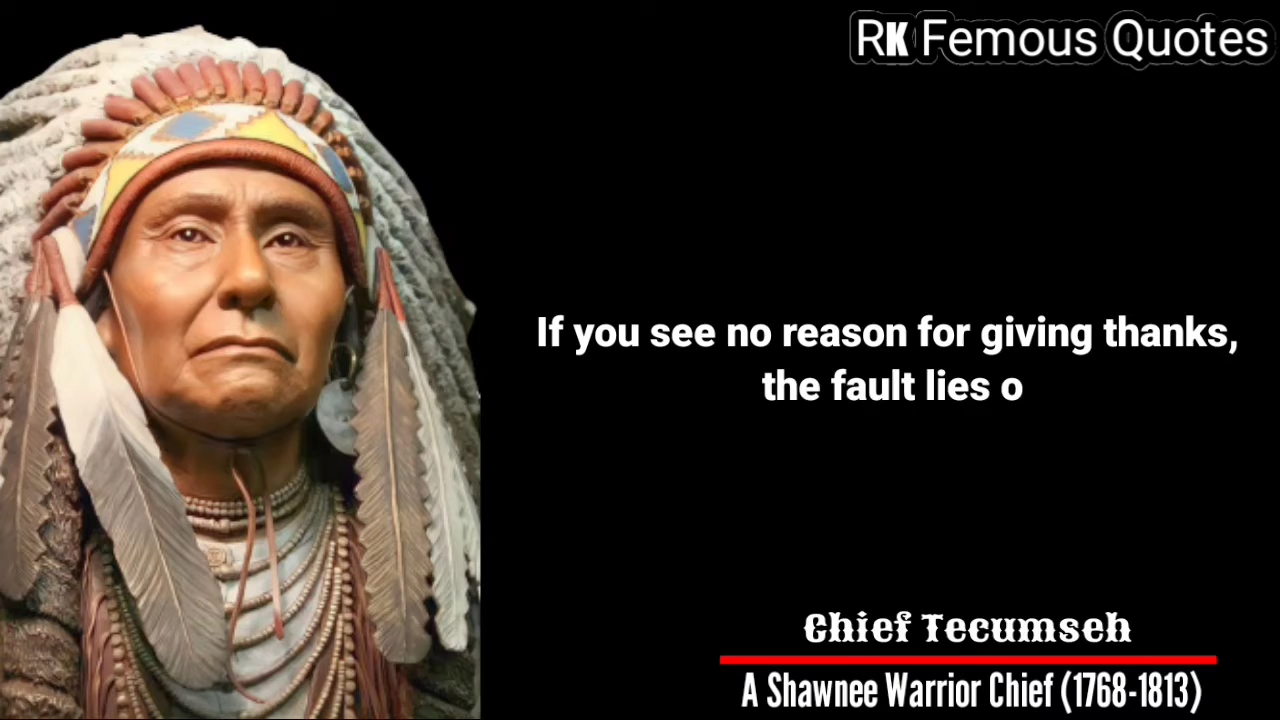 RK Femous Quotes
If you see no reason for giving thanks,
the fault lies o
Chief Tecumseh
A Shawnee Warrior Chief (1768-1813)